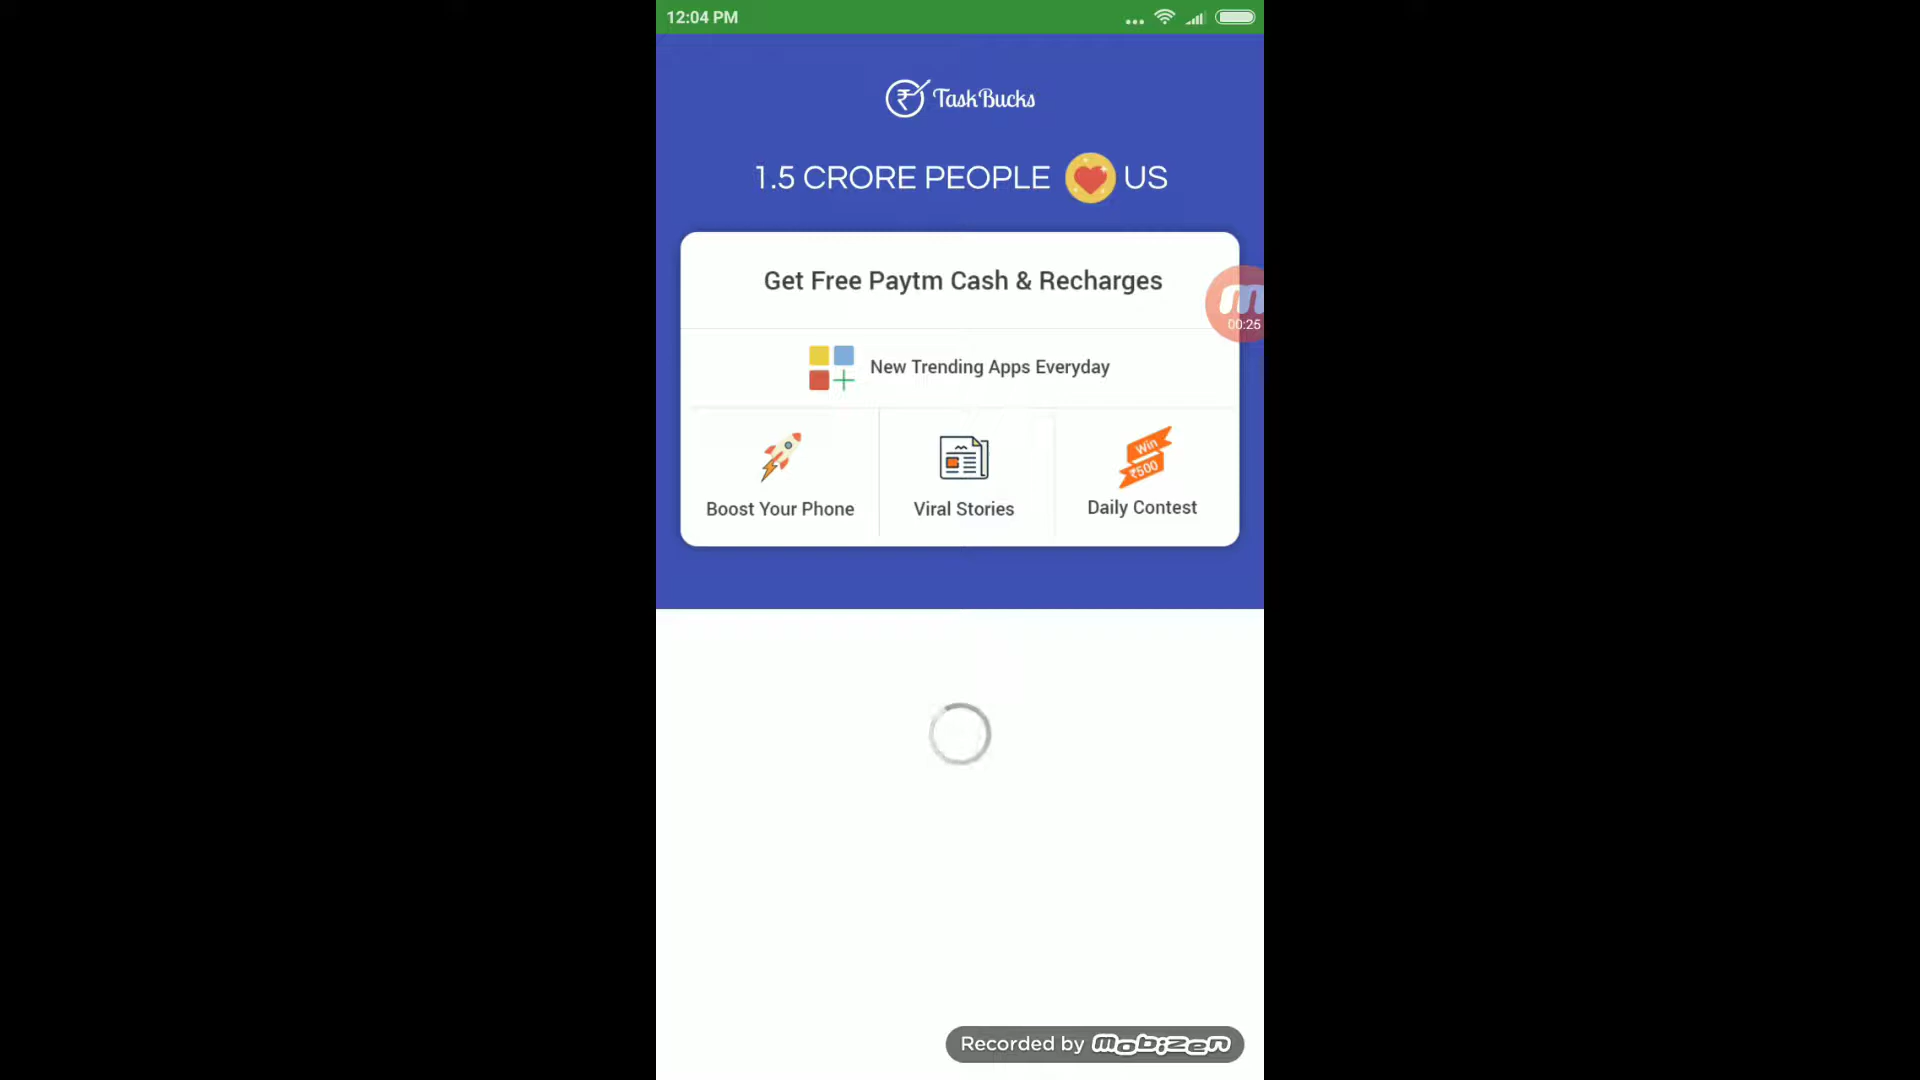 12:04 PM
TaskBucks
1.5 CRORE PEOPLE US
Get Free Paytm Cash & Recharges
00:25
New Trending Apps Everyday
Win
₹500
Boost Your Phone
Viral Stories
Daily Contest
Recorded by mobizen